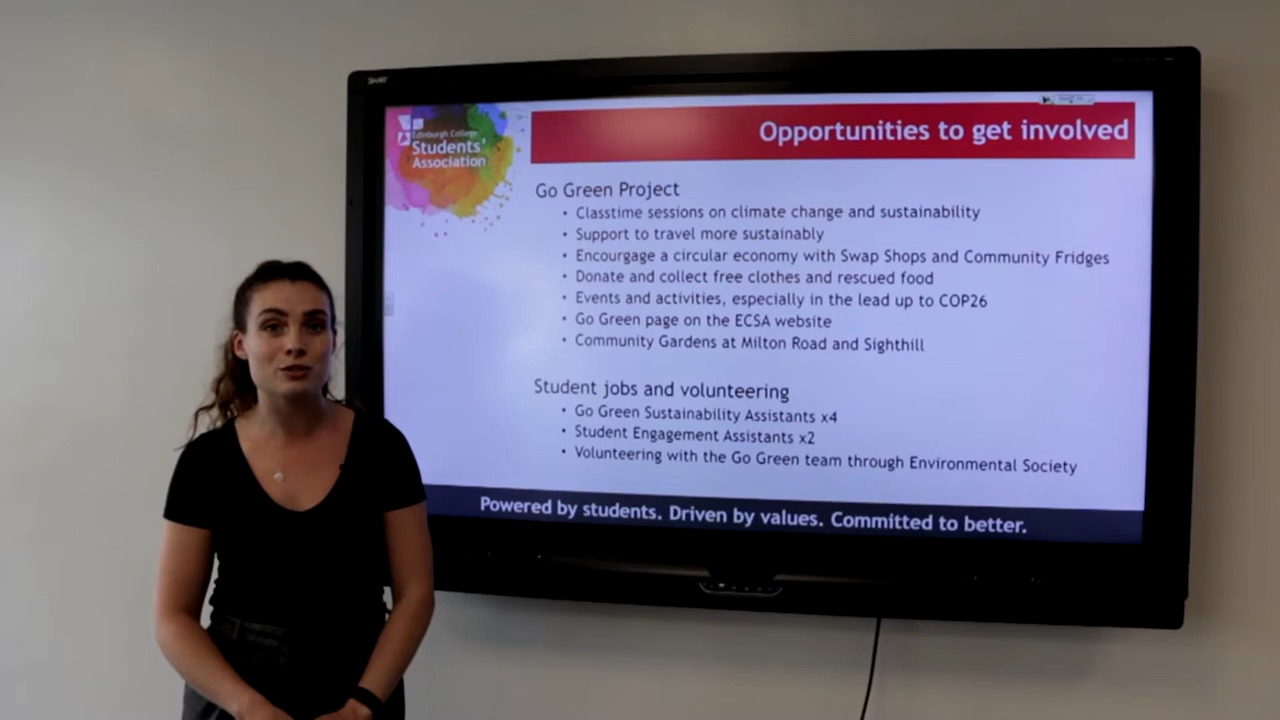 SMART
Edinburgh College
Students'
Association
Opportunities to get involved
Go Green Project
• Classtime sessions on climate change and sustainability
• Support to travel more sustainably
• Encourgage a circular economy with Swap Shops and Community Fridges
• Donate and collect free clothes and rescued food
• Events and activities, especially in the lead up to COP26
• Go Green page on the ECSA website
• Community Gardens at Milton Road and Sighthill
Student jobs and volunteering
• Go Green Sustainability Assistants x4
• Student Engagement Assistants x2
• Volunteering with the Go Green team through Environmental Society
Powered by students. Driven by values. Committed to better.